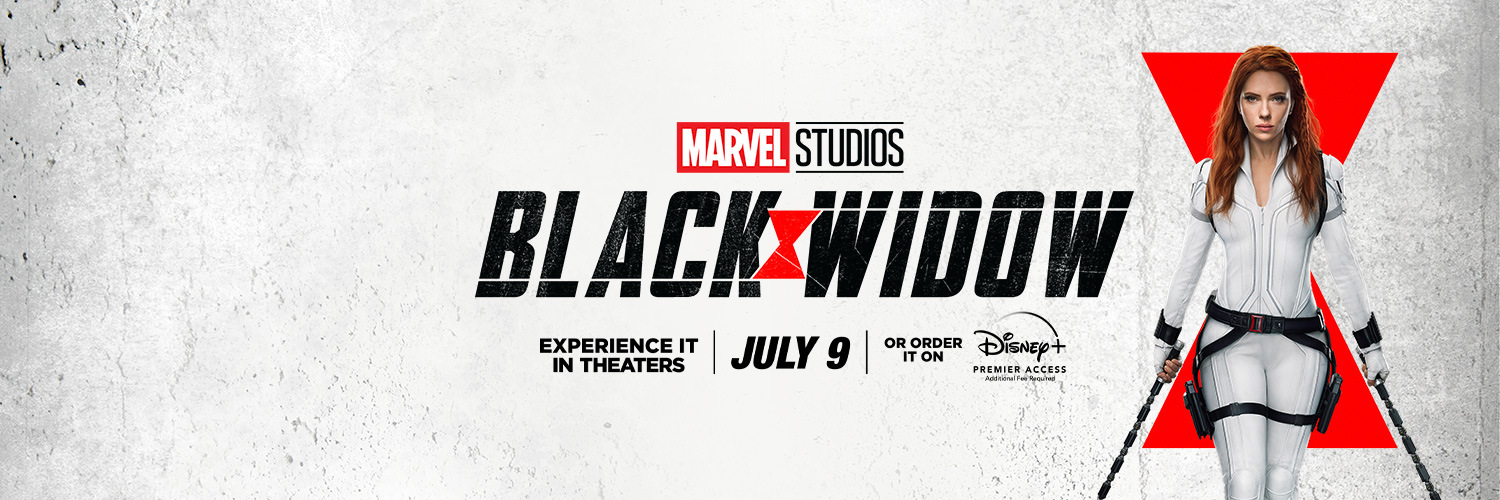 MARVEL STUDIOS
BLACK WIDOW
EXPERIENCE IT
IN THEATERS
JULY 9
OR ORDER
IT ON
Disney+
PREMIER ACCESS
Additional Fee Required